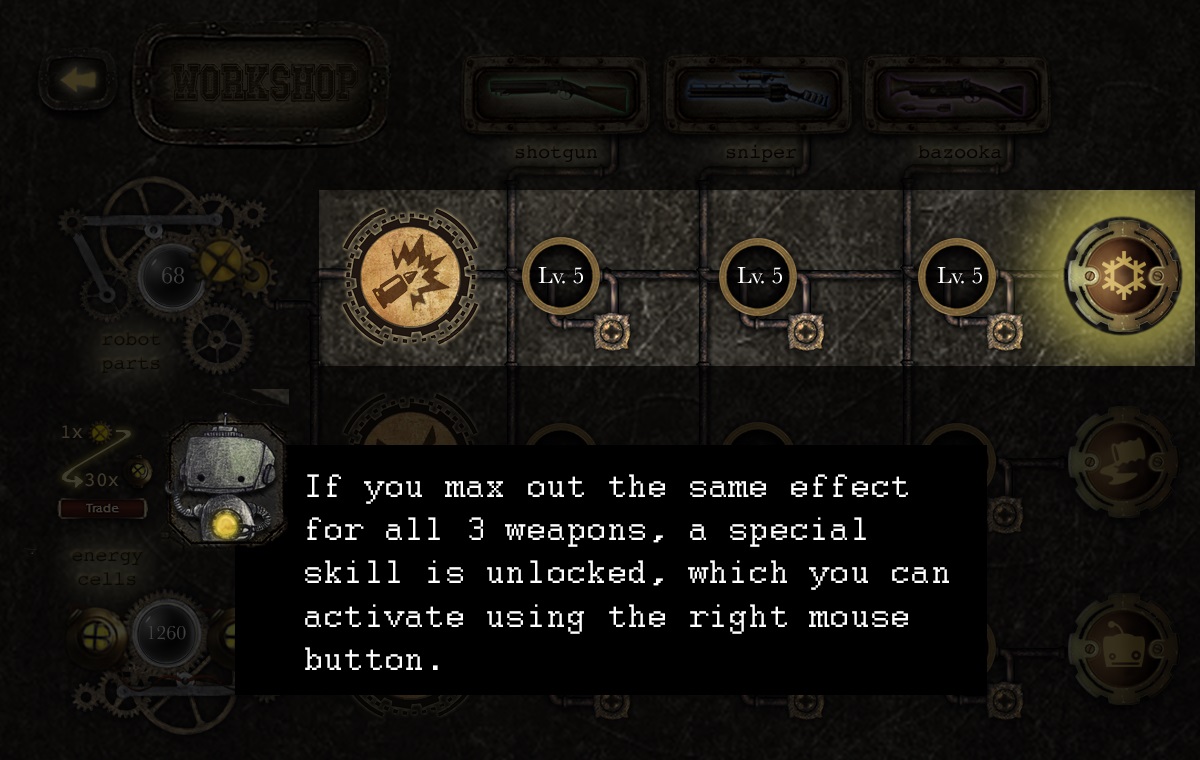 WORKSHOP
shotgun
sniper
bazooka
68
Lv. 5
Lv. 5
Lv. 5
robot
parts
1x
30x
Trade
If you max out the same effect
for all 3 weapons, a special
skill is unlocked, which you can
activate using the right mouse
button.
energy
cells
1260